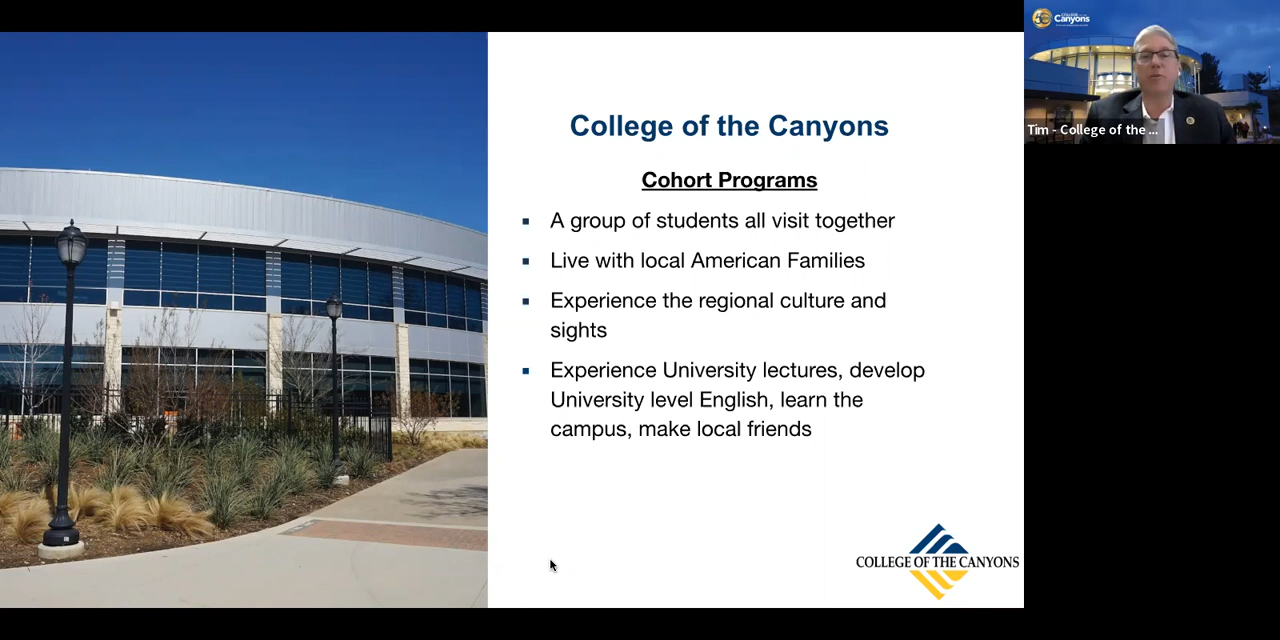 College of the Canyons
Cohort Programs
▪ A group of students all visit together
▪ Live with local American Families
▪ Experience the regional culture and
sights
▪ Experience University lectures, develop
University level English, learn the
campus, make local friends
COLLEGE OF THE CANYONS
Canyons
Tim - College of the ...